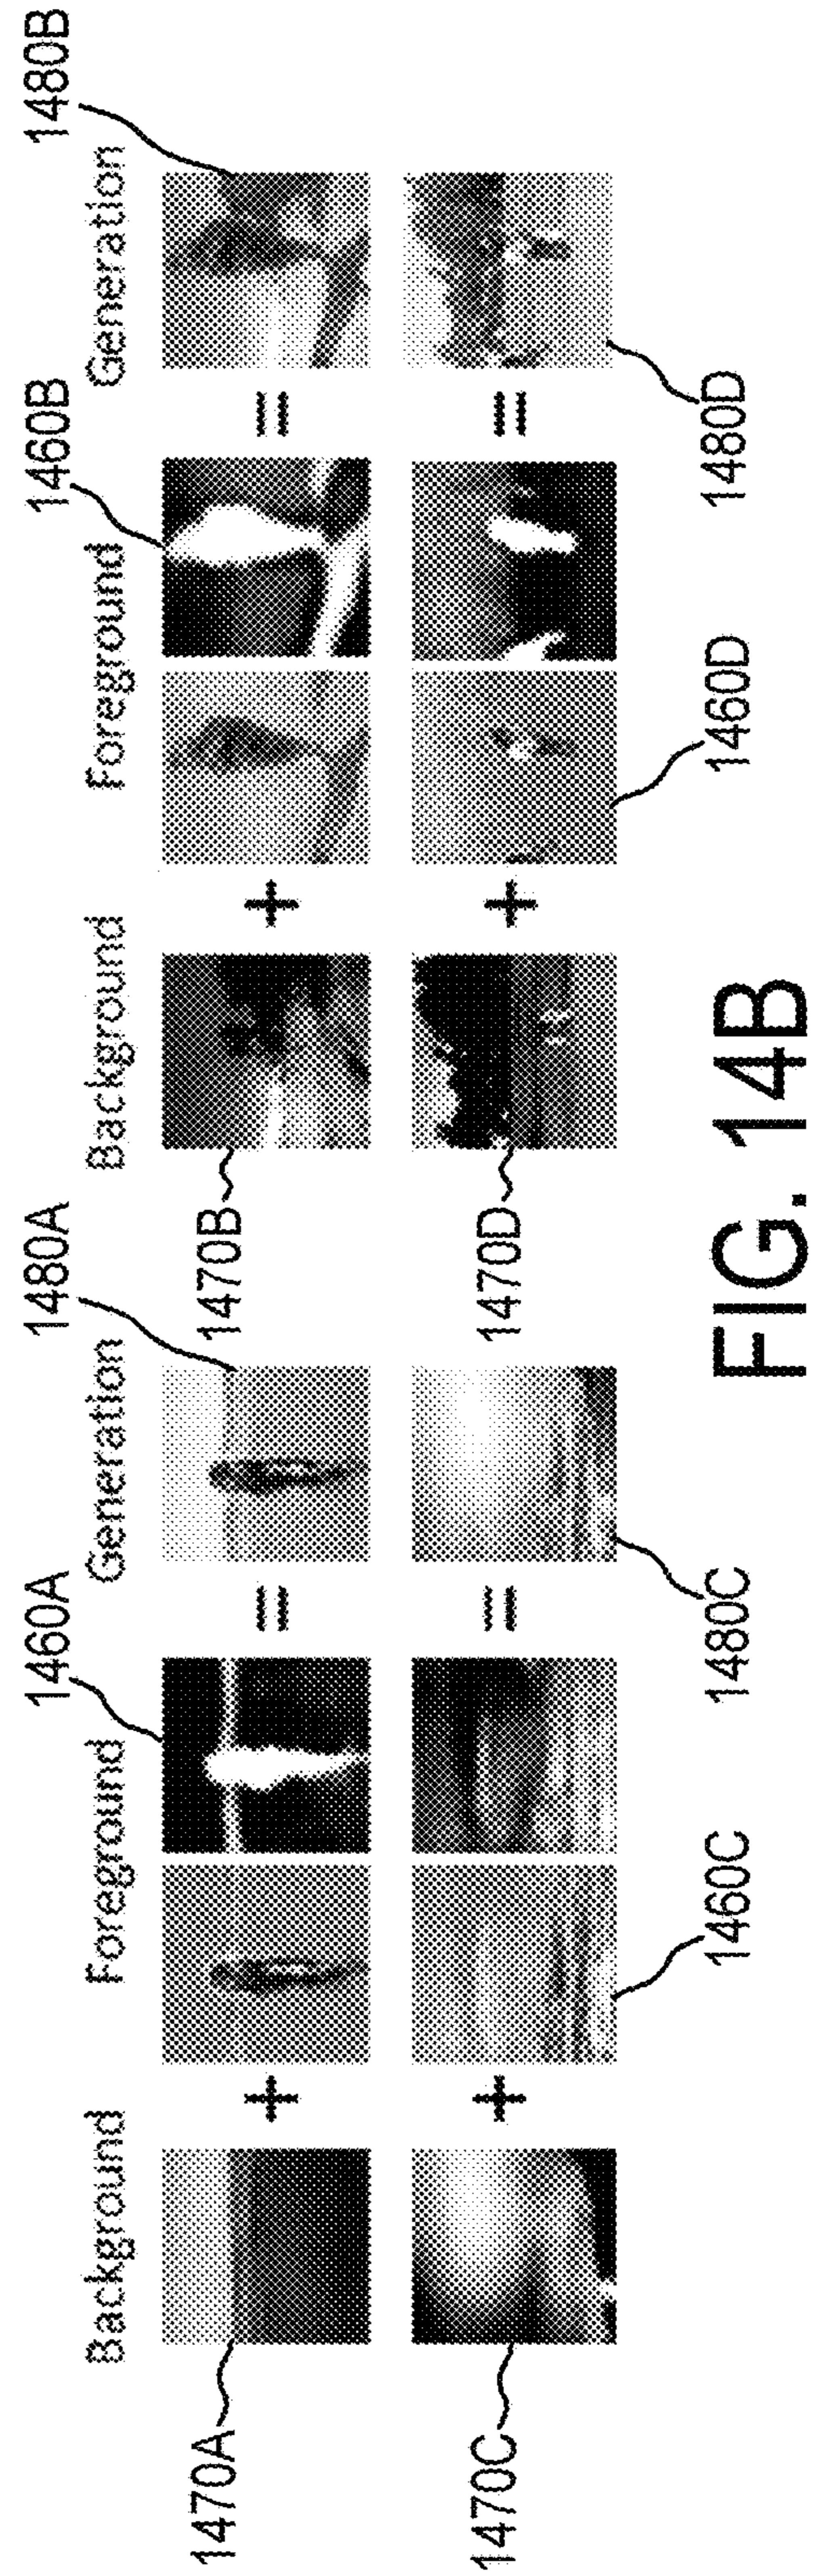 1460A 1480A 1460B 1480B
Background Foreground Generation Background Foreground Generation
1470A + = 1470B + =
1470C + = 1470D + =
1460C 1480C 1460D 1480D
FIG. 14B